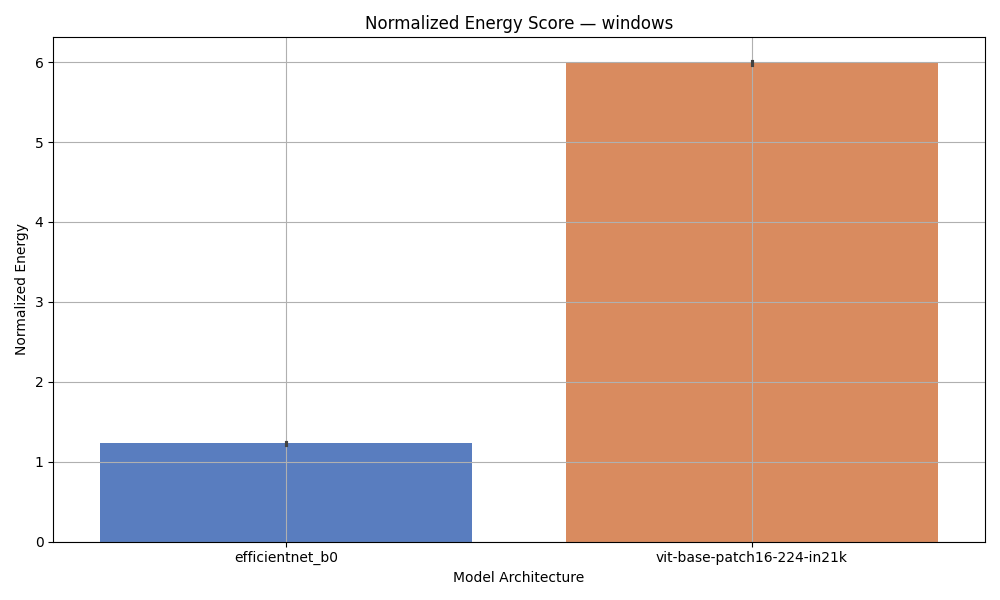 Normalized Energy Score — windows
Normalized Energy
6
5
4
3
2
1
0
efficientnet_b0 vit-base-patch16-224-in21k
Model Architecture